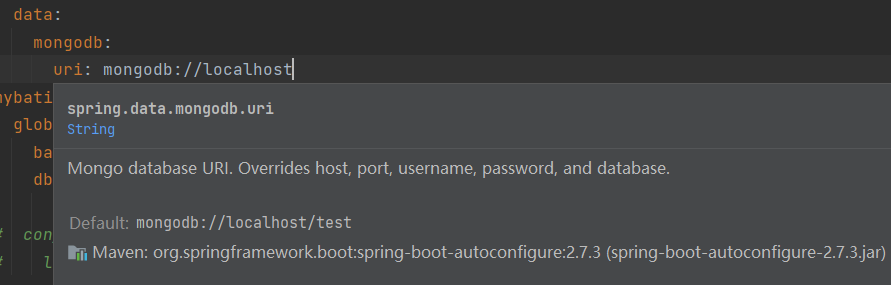 data:
mongodb:
uri: mongodb://localhost
mybati
glob
ba
db
# con
# l
spring.data.mongodb.uri
String
Mongo database URI. Overrides host, port, username, password, and database.
Default: mongodb://localhost/test
Maven: org.springframework.boot:spring-boot-autoconfigure:2.7.3 (spring-boot-autoconfigure-2.7.3.jar)